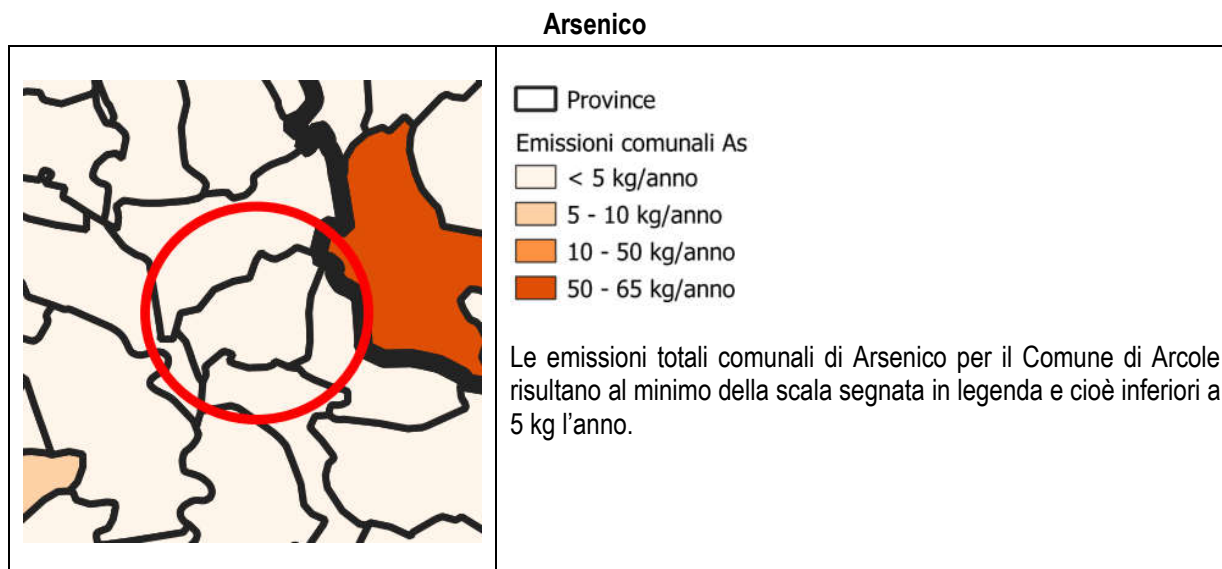 Arsenico
Province
Emissioni comunali As
< 5 kg/anno
5 - 10 kg/anno
10 - 50 kg/anno
50 - 65 kg/anno
Le emissioni totali comunali di Arsenico per il Comune di Arcole
risultano al minimo della scala segnata in legenda e cioè inferiori a
5 kg l’anno.